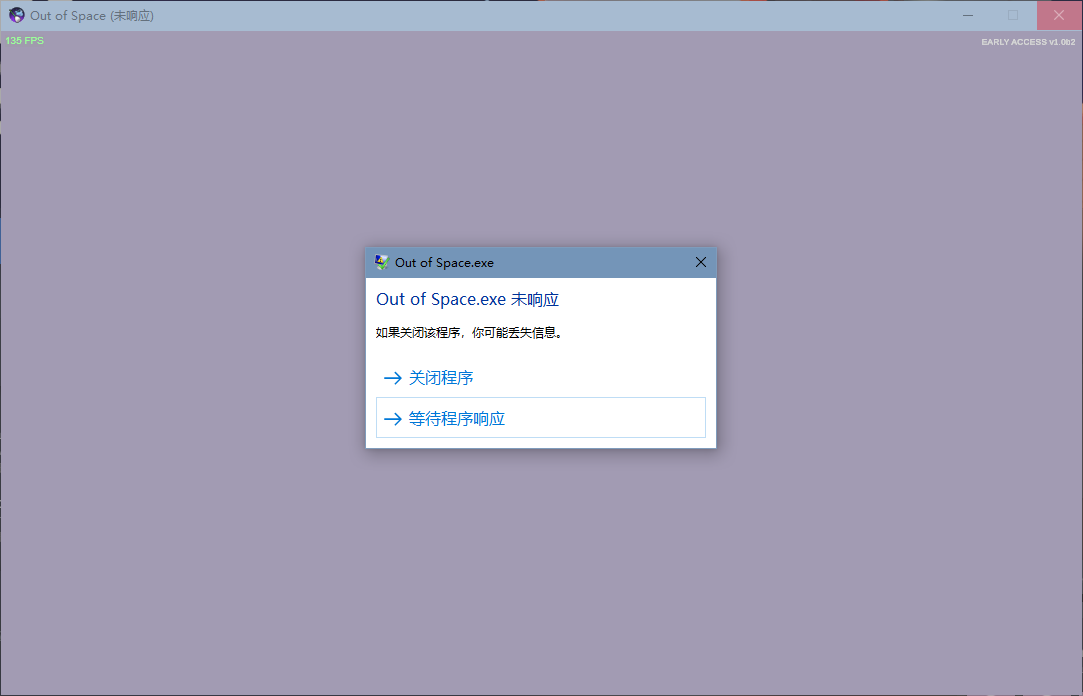 Out of Space (未响应)
135 FPS
EARLY ACCESS v1.0b2
Out of Space.exe
Out of Space.exe 未响应
如果关闭该程序，你可能丢失信息。
关闭程序
等待程序响应